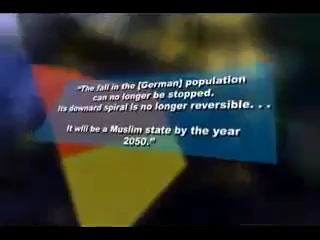 "The fall in the [German] population
can no longer be stopped.
Its downard spiral is no longer reversible. . .
It will be a Muslim state by the year
2050."